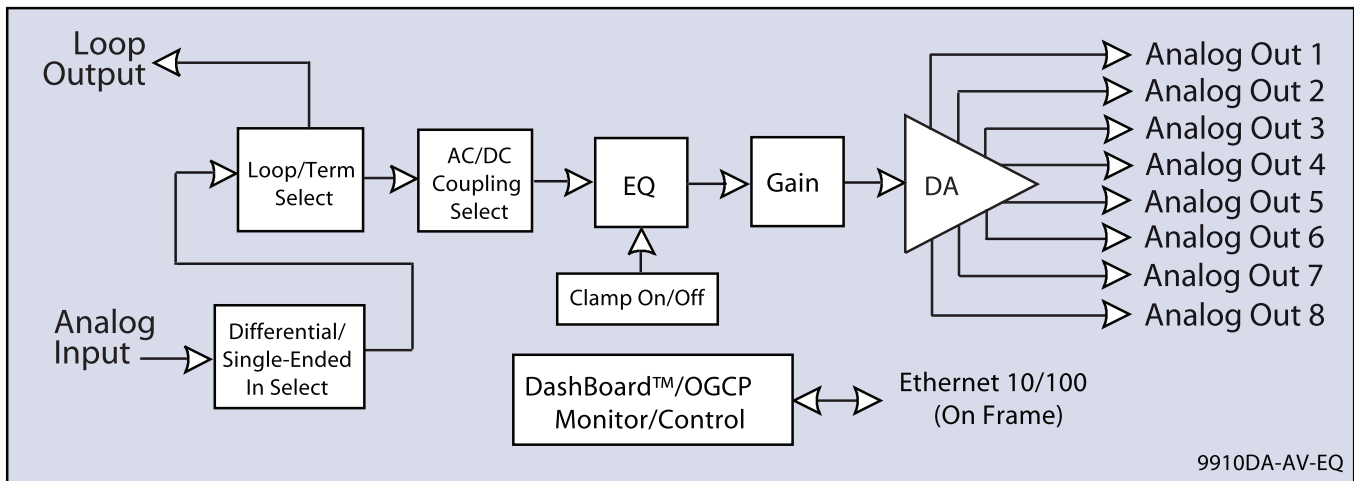 Loop
Output
Loop/Term
Select
AC/DC
Coupling
Select
EQ
Gain
DA
Analog Out 1
Analog Out 2
Analog Out 3
Analog Out 4
Analog Out 5
Analog Out 6
Analog Out 7
Analog Out 8
Clamp On/Off
Analog
Input
Differential/
Single-Ended
In Select
DashBoard™/OGCP
Monitor/Control
Ethernet 10/100
(On Frame)
9910DA-AV-EQ